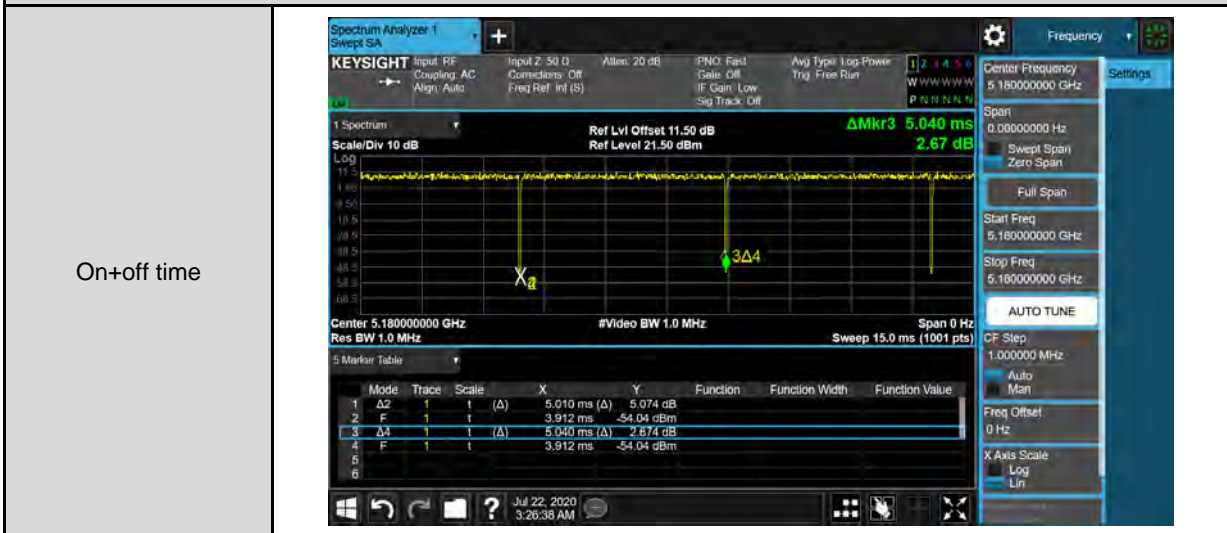 On+off time
Spectrum Analyzer 1
Swept SA
+
Frequency
KEYSIGHT
Input: RF
Coupling: AC
Align: Auto
Input Z: 50 Ω
Corrections: Off
Freq Ref: Int (S)
Atten: 20 dB
PNO: Fast
Gate: Off
IF Gain: Low
Sig Track: Off
Avg Type: Log-Power
Trig: Free Run
1 2 3 4 5 6
W W W W W W
P N N N N N
1 Spectrum
Scale/Div 10 dB
Ref Lvl Offset 11.50 dB
Ref Level 21.50 dBm
ΔMkr3 5.040 ms
2.67 dB
Log
11.5
3Δ4
Center 5.180000000 GHz
Res BW 1.0 MHz
#Video BW 1.0 MHz
Span 0 Hz
Sweep 15.0 ms (1001 pts)
5 Marker Table
Mode Trace Scale X Y Function Function Width Function Value
1 Δ2 1 t (Δ) 5.010 ms (Δ) 5.074 dB
2 F 1 t 3.912 ms -54.04 dBm
3 Δ4 1 t (Δ) 5.040 ms (Δ) 2.674 dB
4 F 1 t 3.912 ms -54.04 dBm
5
6
?
Jul 22, 2020
3:26:38 AM
Center Frequency
5.180000000 GHz
Settings
Span
0.00000000 Hz
Swept Span
Zero Span
Full Span
Start Freq
5.180000000 GHz
Stop Freq
5.180000000 GHz
AUTO TUNE
CF Step
1.000000 MHz
Auto
Man
Freq Offset
0 Hz
X Axis Scale
Log
Lin